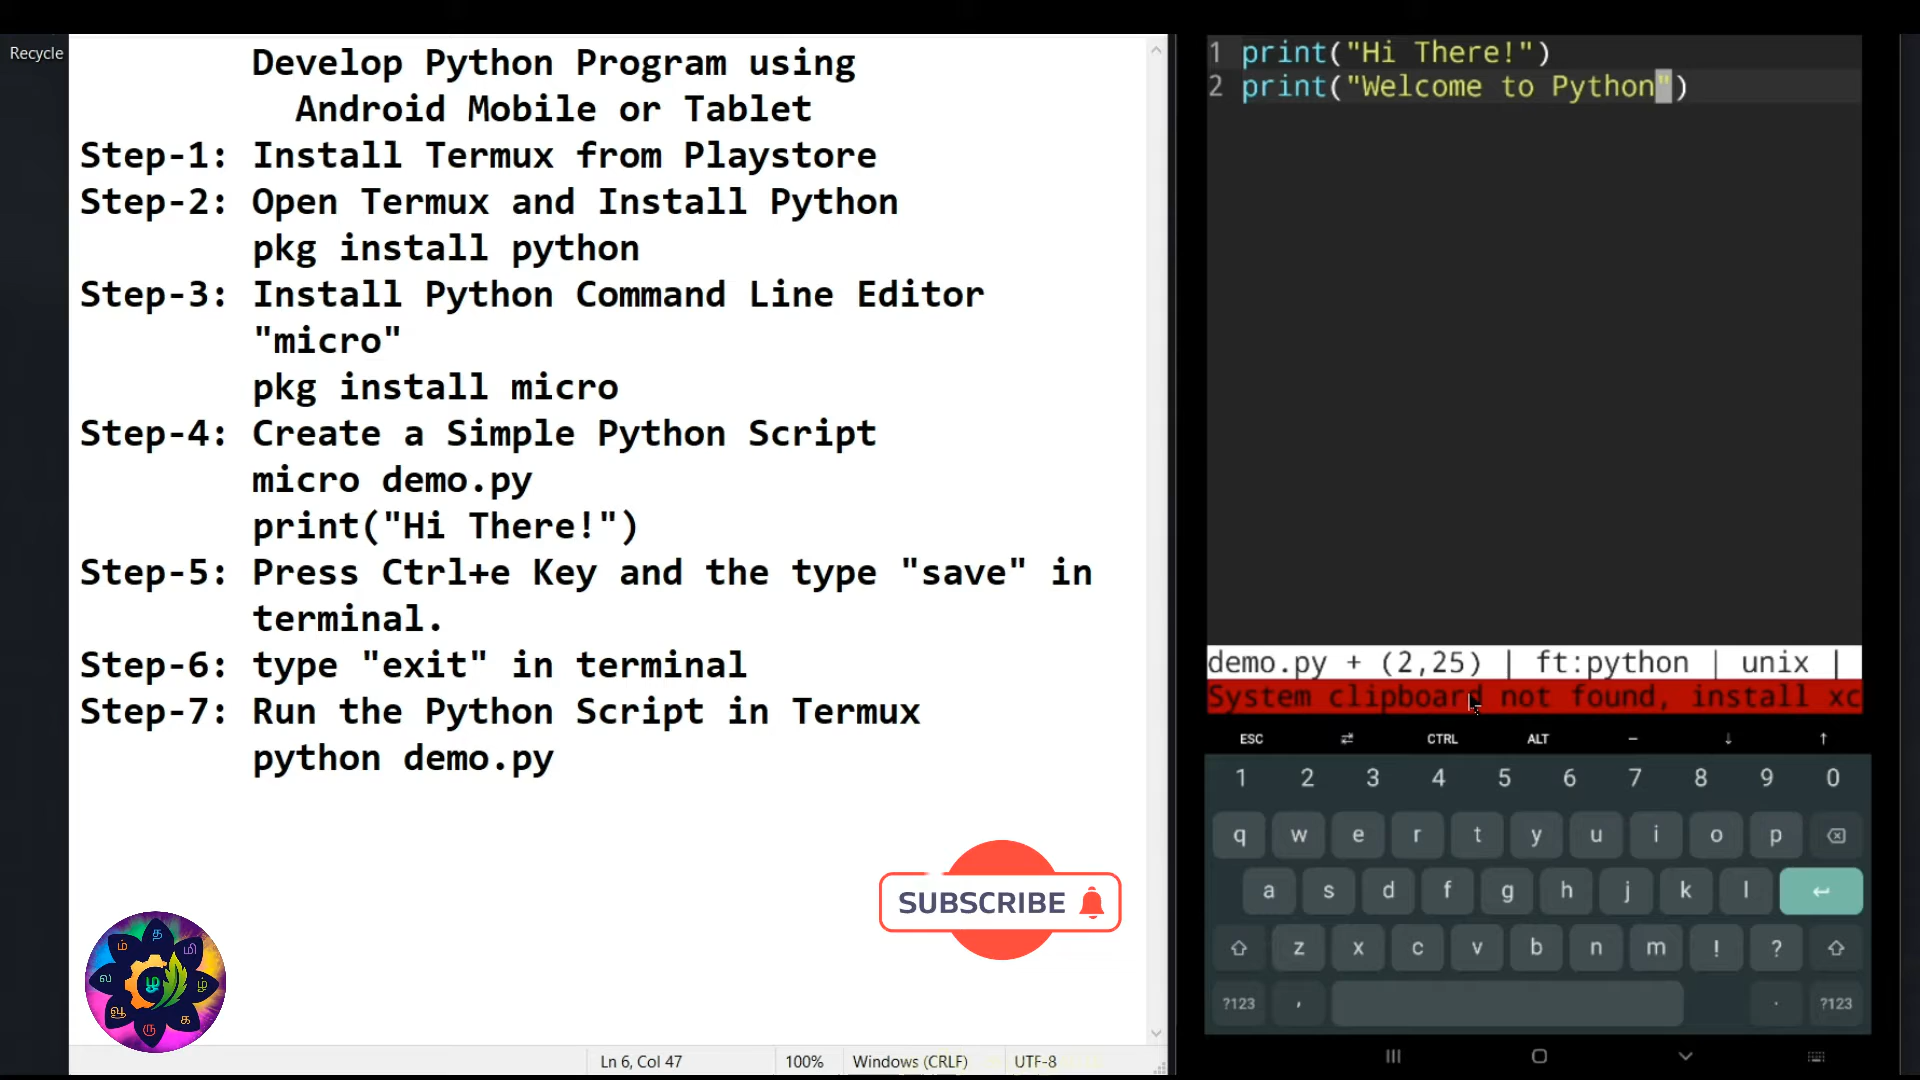 Recycle
Develop Python Program using
Android Mobile or Tablet
Step-1: Install Termux from Playstore
Step-2: Open Termux and Install Python
pkg install python
Step-3: Install Python Command Line Editor
"micro"
pkg install micro
Step-4: Create a Simple Python Script
micro demo.py
print("Hi There!")
Step-5: Press Ctrl+e Key and the type "save" in
terminal.
Step-6: type "exit" in terminal
Step-7: Run the Python Script in Termux
python demo.py
SUBSCRIBE
த
மி
ழ்
க
ரு
வூ
ல
ம்
ழ
Ln 6, Col 47
100%
Windows (CRLF)
UTF-8
1 print("Hi There!")
2 print("Welcome to Python")
demo.py + (2,25) | ft:python | unix |
System clipboard not found, install xc
ESC ⇄ CTRL ALT – ↓ ↑
1 2 3 4 5 6 7 8 9 0
q w e r t y u i o p
a s d f g h j k l
z x c v b n m ! ?
?123 , . ?123